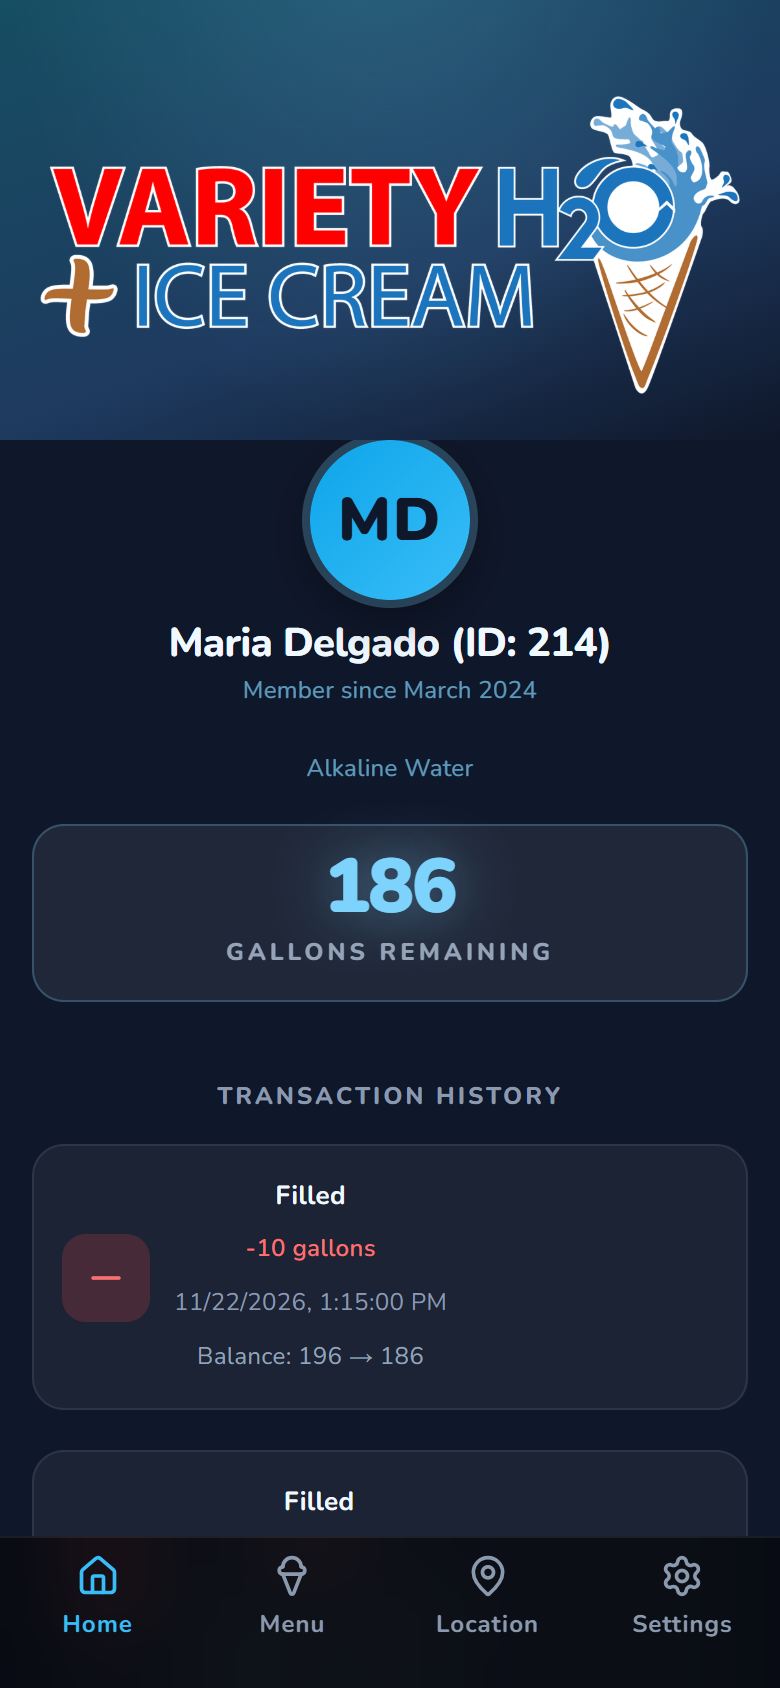 VARIETY H2O
+ ICE CREAM
MD
Maria Delgado (ID: 214)
Member since March 2024
Alkaline Water
186
GALLONS REMAINING
TRANSACTION HISTORY
Filled
-10 gallons
11/22/2026, 1:15:00 PM
Balance: 196 → 186
Filled
Home
Menu
Location
Settings